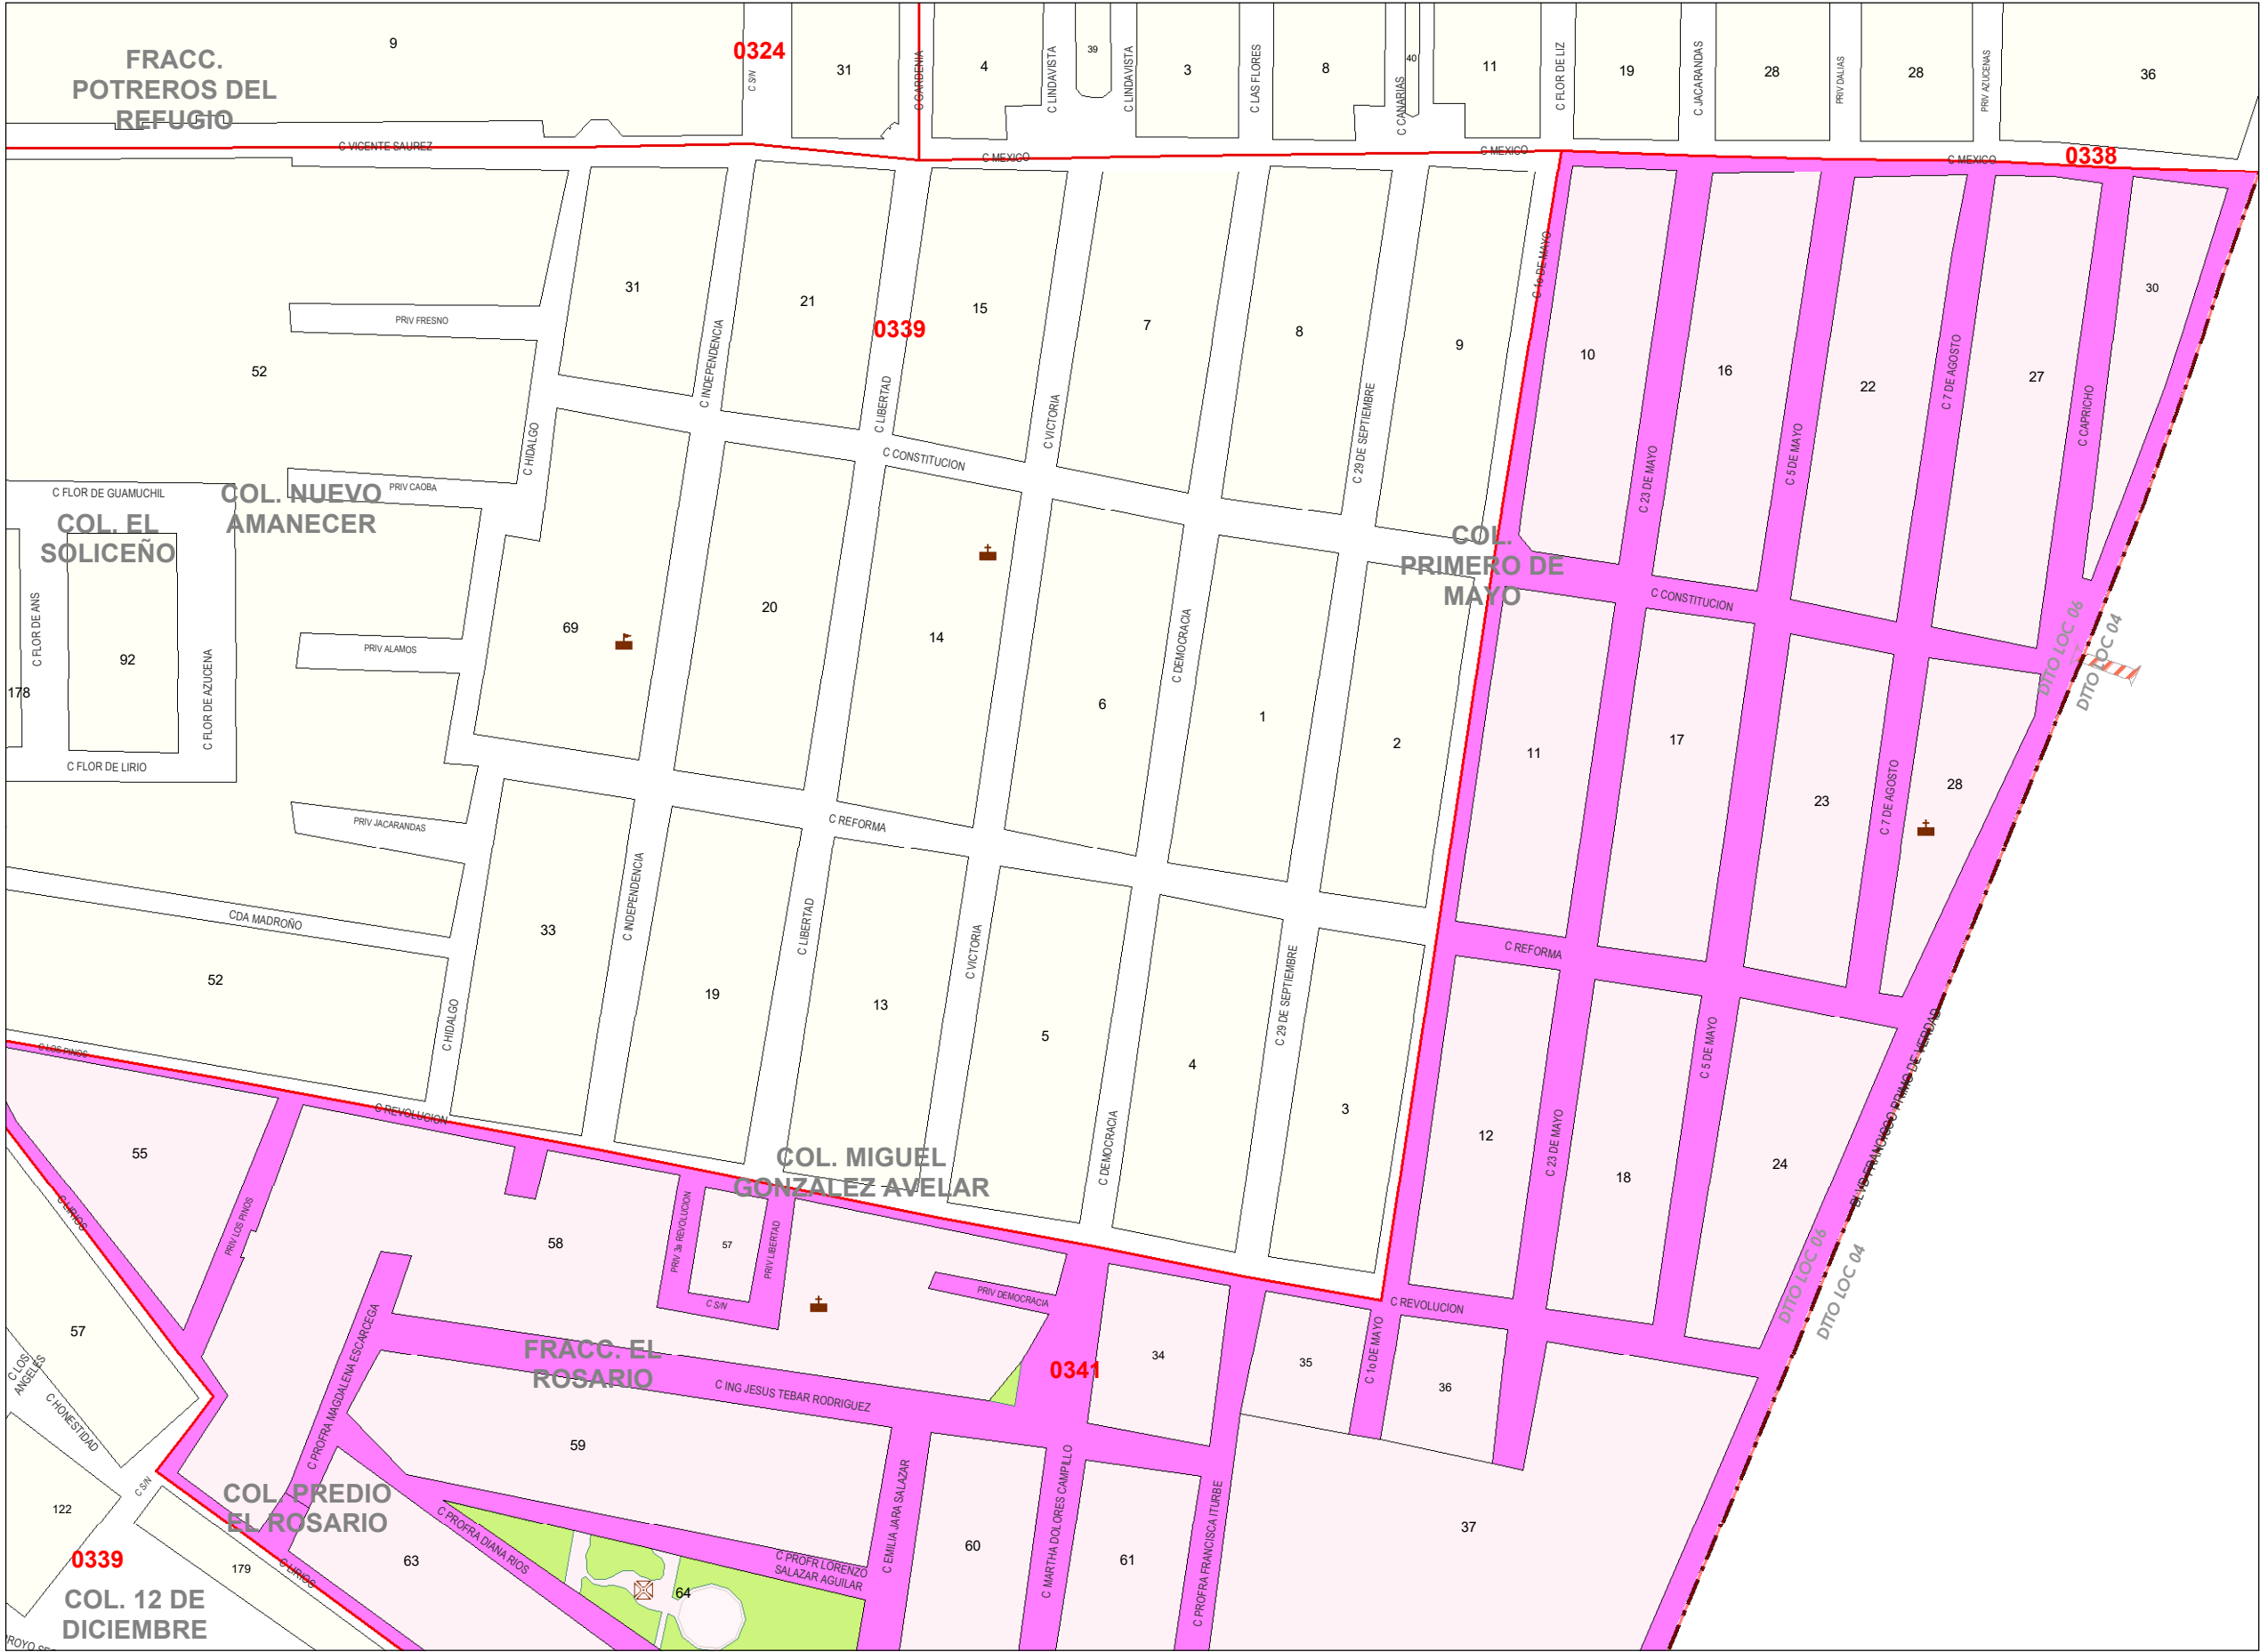 9
FRACC.
POTREROS DEL
REFUGIO
0324
C S/N
31
C GARDENIA
4
C LINDAVISTA
39
C LINDAVISTA
3
C LAS FLORES
8
C CANARIAS
40
11
C FLOR DE LIZ
19
C JACARANDAS
28
PRIV DALIAS
28
PRIV AZUCENAS
36
C VICENTE SAUREZ
C MEXICO
C MEXICO
C MEXICO
0338
31
21
0339
15
7
8
9
C 1o DE MAYO
10
16
22
27
30
PRIV FRESNO
52
C INDEPENDENCIA
C LIBERTAD
C VICTORIA
C 29 DE SEPTIEMBRE
C 23 DE MAYO
C 5 DE MAYO
C 7 DE AGOSTO
C CAPRICHO
C HIDALGO
C CONSTITUCION
PRIV CAOBA
C FLOR DE GUAMUCHIL
COL. NUEVO
AMANECER
COL. EL
SOLICEÑO
COL.
PRIMERO DE
MAYO
C CONSTITUCION
C FLOR DE ANS
92
178
C FLOR DE AZUCENA
C FLOR DE LIRIO
PRIV ALAMOS
69
20
14
6
C DEMOCRACIA
1
2
11
17
23
C 7 DE AGOSTO
28
DTTO LOC 06
DTTO LOC 04
PRIV JACARANDAS
C REFORMA
C REFORMA
CDA MADROÑO
52
33
C INDEPENDENCIA
19
C LIBERTAD
13
C VICTORIA
5
4
C 29 DE SEPTIEMBRE
3
12
C 23 DE MAYO
18
C 5 DE MAYO
24
BLVD FRANCISCO PRIMO DE VERDAD
C HIDALGO
C LOS PINOS
C REVOLUCION
C DEMOCRACIA
COL. MIGUEL
GONZALEZ AVELAR
55
C LIRIOS
PRIV LOS PINOS
58
PRIV 3a REVOLUCION
57
PRIV LIBERTAD
C S/N
PRIV DEMOCRACIA
C REVOLUCION
DTTO LOC 06
DTTO LOC 04
57
C LOS
ANGELES
C HONESTIDAD
C PROFRA MAGDALENA ESCARCEGA
FRACC. EL
ROSARIO
C ING JESUS TEBAR RODRIGUEZ
0341
34
35
C 1o DE MAYO
36
59
C S/N
122
COL. PREDIO
EL ROSARIO
C PROFRA DIANA RIOS
C PROFR LORENZO
SALAZAR AGUILAR
C EMILIA JARA SALAZAR
60
C MARTHA DOLORES CAMPILLO
61
C PROFRA FRANCISCA ITURBE
37
0339
179
C LIRIOS
63
64
COL. 12 DE
DICIEMBRE